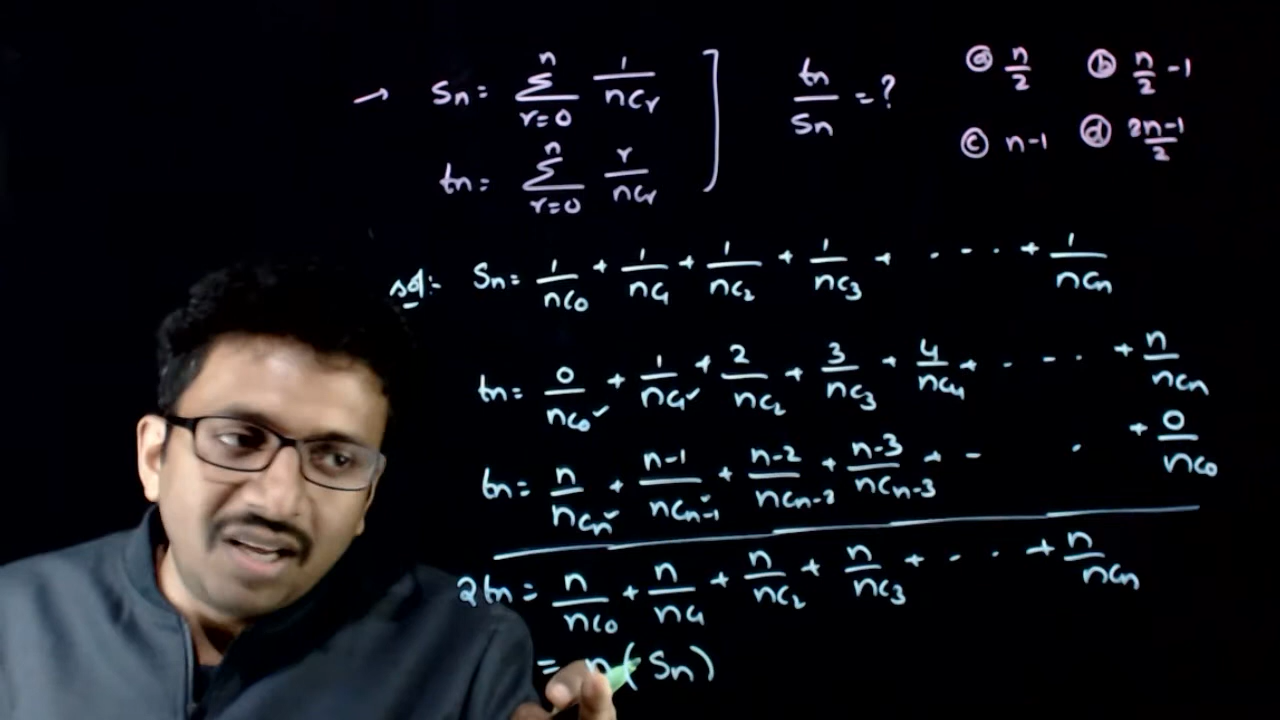 → Sn = n Σ r=0 1/nCr ] tn/Sn = ? ⓐ n/2 ⓑ n/2 - 1
tn = n Σ r=0 r/nCr ⓒ n-1 ⓓ 2n-1/2
sol:- Sn = 1/nC0 + 1/nC1 + 1/nC2 + 1/nC3 + . - . . + 1/nCn
tn = 0/nC0 + 1/nC1 + 2/nC2 + 3/nC3 + 4/nC4 + . - - . + n/nCn
tn = n/nCn + n-1/nCn-1 + n-2/nCn-2 + n-3/nCn-3 + - . + 0/nC0
2tn = n/nC0 + n/nC1 + n/nC2 + n/nC3 + - . . + n/nCn
= n(Sn)